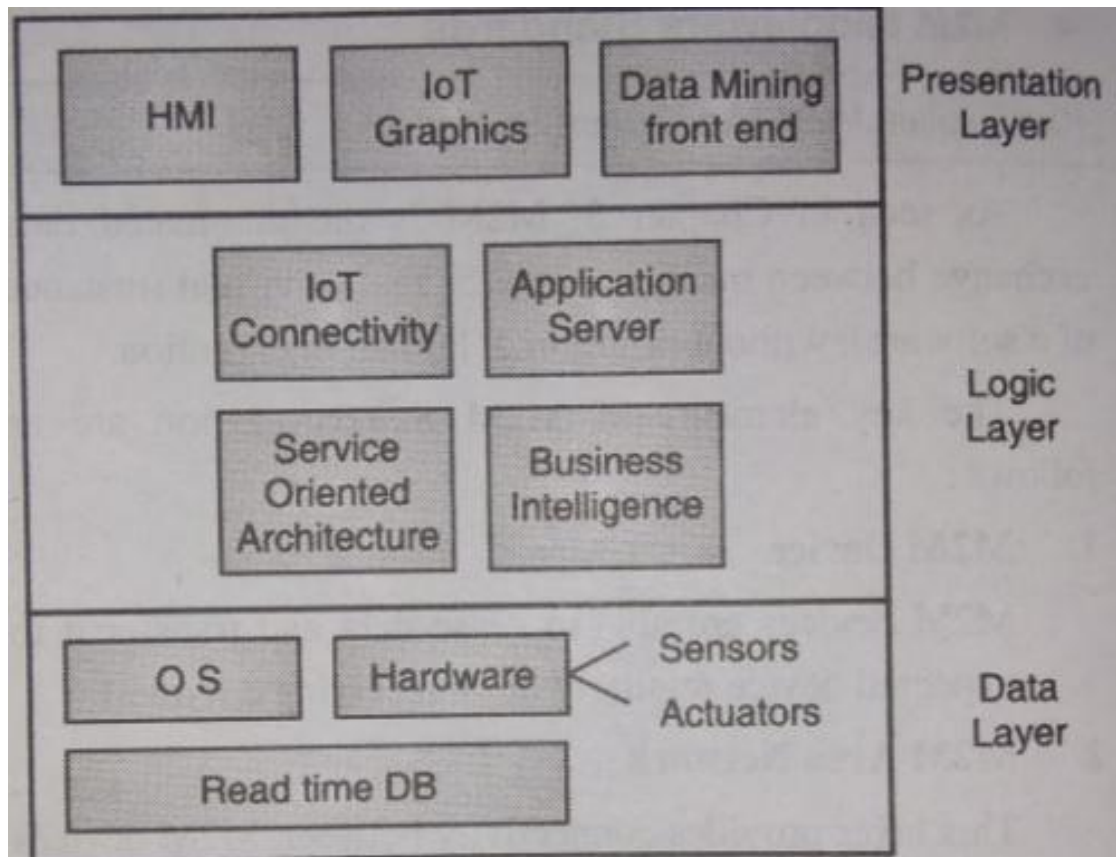 HMI
IoT
Graphics
Data Mining
front end
Presentation
Layer
IoT
Connectivity
Application
Server
Service
Oriented
Architecture
Business
Intelligence
Logic
Layer
O S
Hardware
Sensors
Actuators
Read time DB
Data
Layer